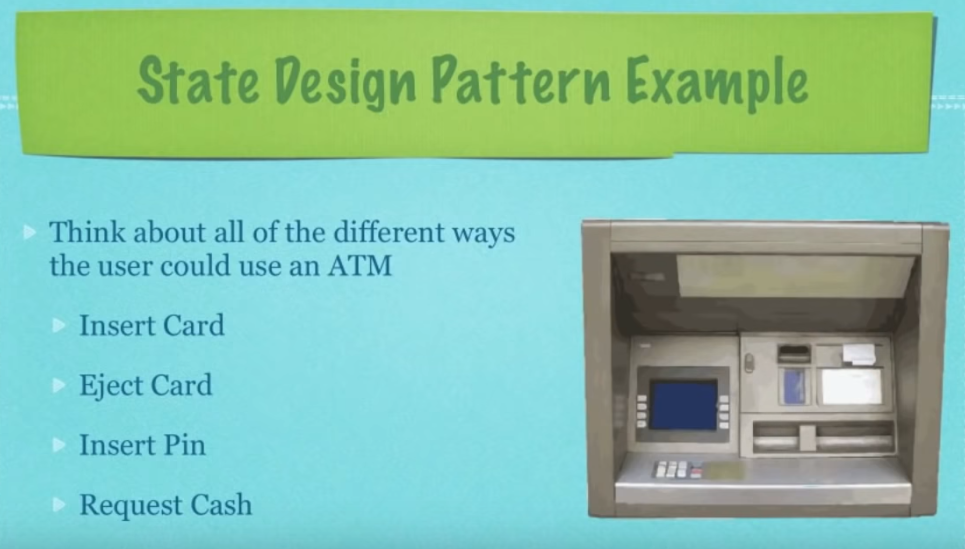 State Design Pattern Example
Think about all of the different ways
the user could use an ATM
Insert Card
Eject Card
Insert Pin
Request Cash